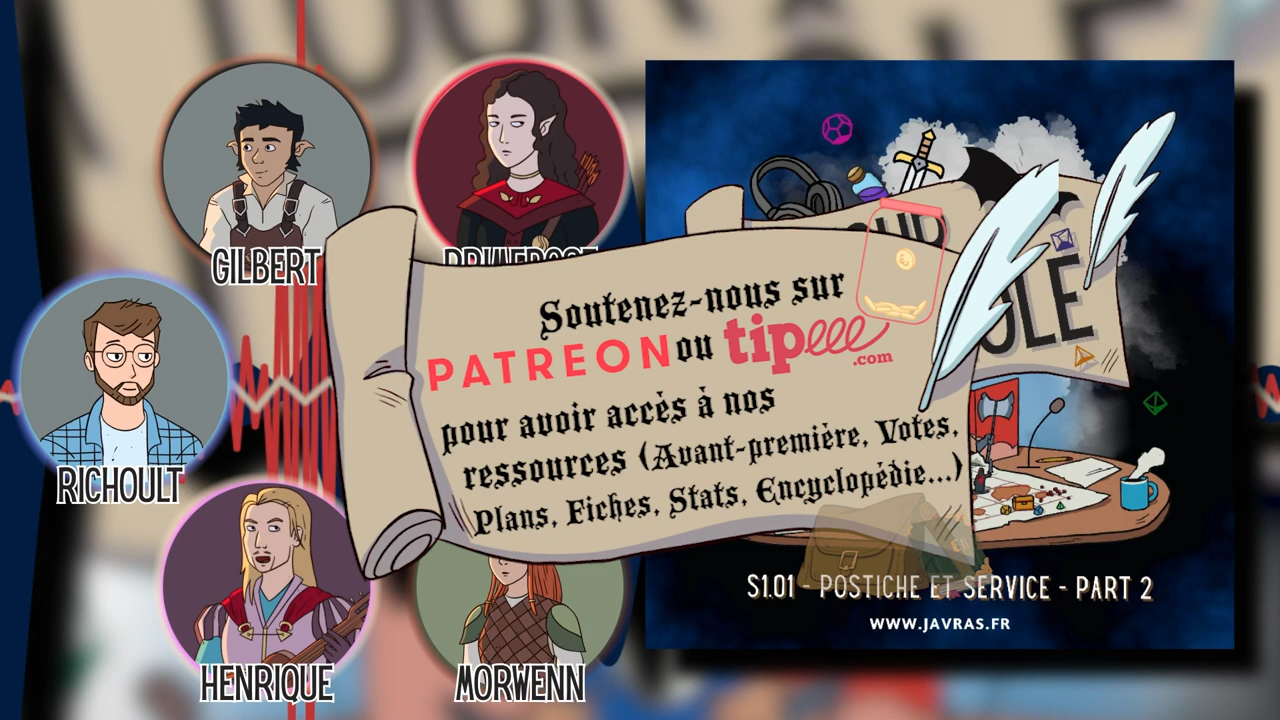 GILBERT
PRIMEROSE
RICHOULT
HENRIQUE
MORWENN
Soutenez-nous sur
PATREON ou tipeee
.com
pour avoir accès à nos
ressources (Avant-première, Votes,
Plans, Fiches, Stats, Encyclopédie...)
S1.01 - POSTICHE ET SERVICE - PART 2
WWW.JAVRAS.FR